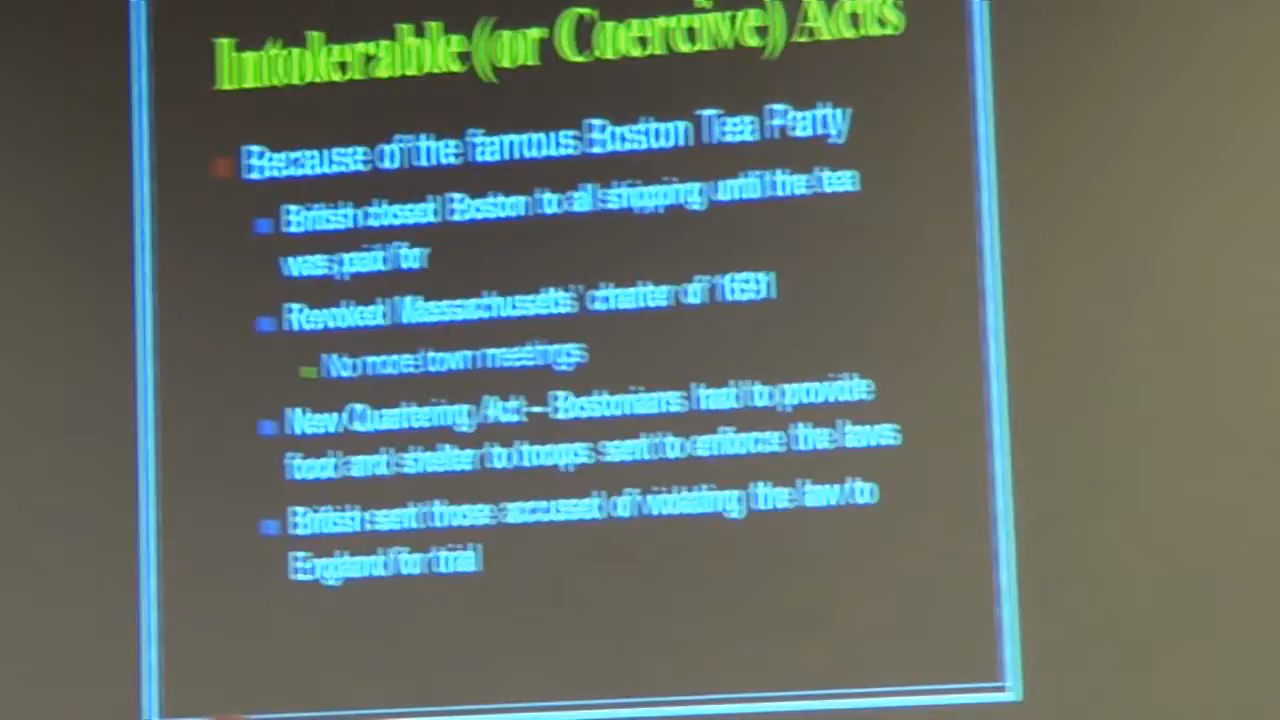 Intolerable (or Coercive) Acts
Because of the famous Boston Tea Party
British closed Boston to all shipping until the tea
was paid for
Revoked Massachusetts' charter of 1691
No more town meetings
New Quartering Act – Bostonians had to provide
food and shelter to troops sent to enforce the laws
British sent those accused of violating the law to
England for trial